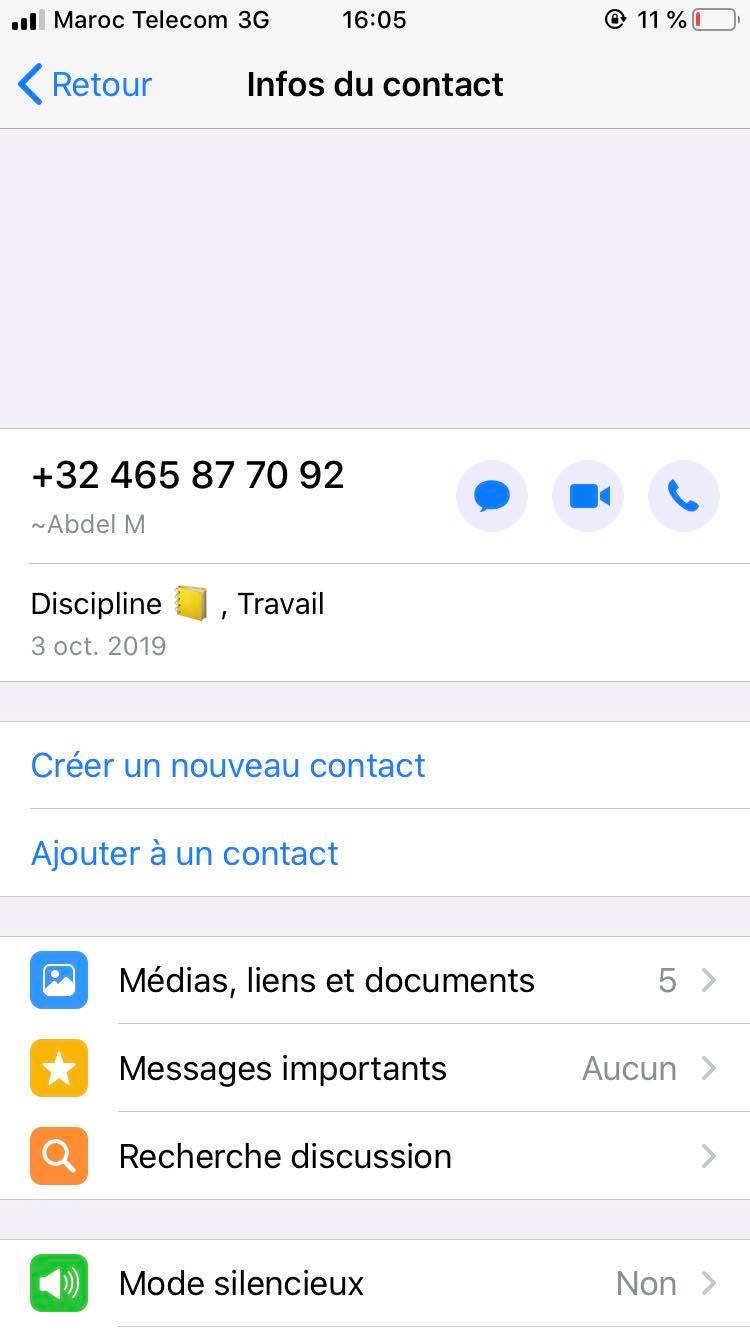 Maroc Telecom 3G 16:05 11 %
Retour Infos du contact
+32 465 87 70 92
~Abdel M
Discipline 📒 , Travail
3 oct. 2019
Créer un nouveau contact
Ajouter à un contact
Médias, liens et documents 5
Messages importants Aucun
Recherche discussion
Mode silencieux Non